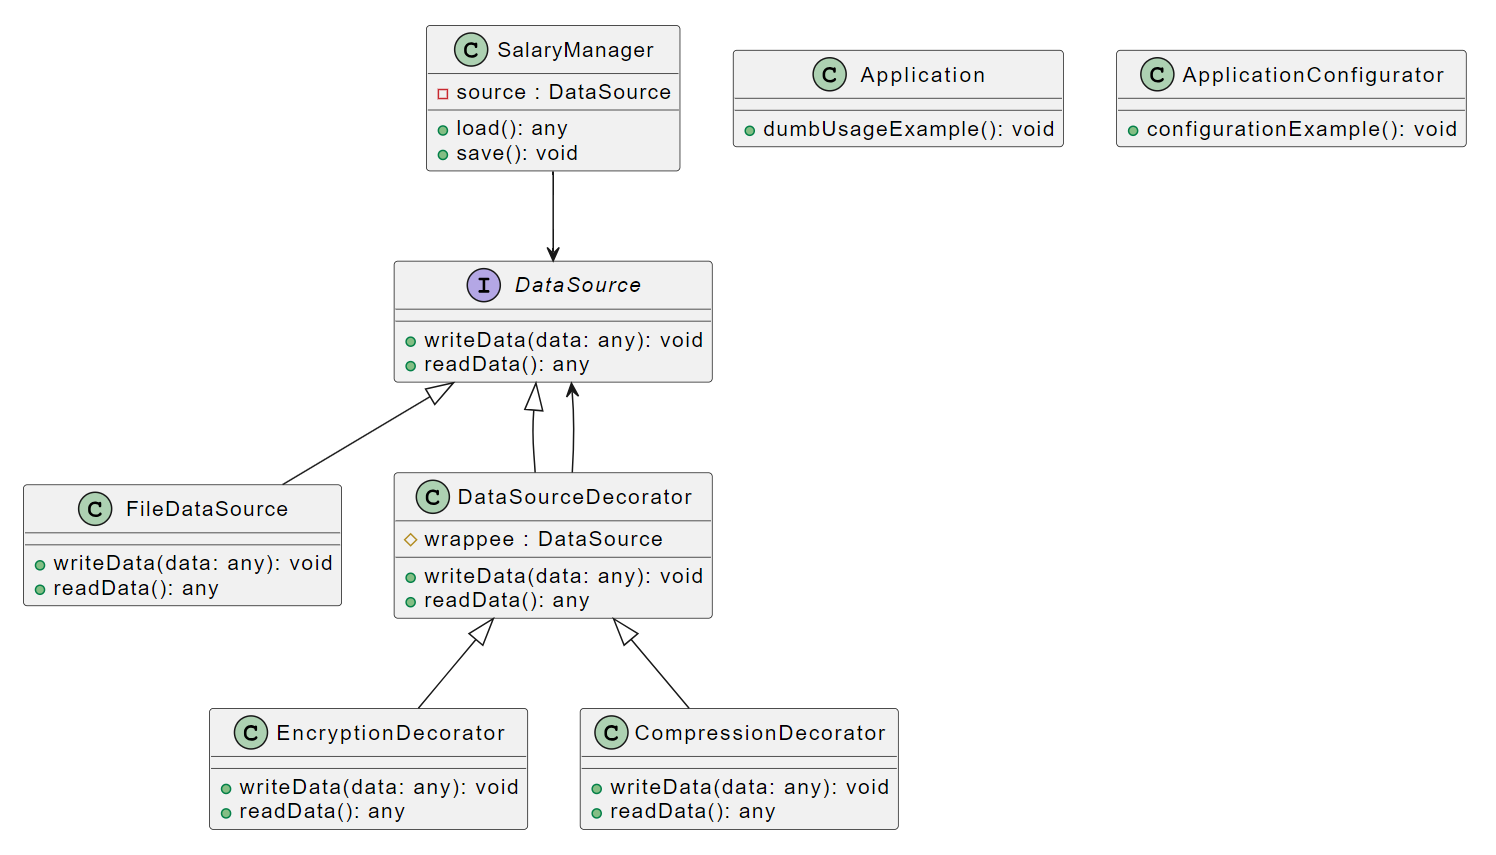 C SalaryManager
source : DataSource
load(): any
save(): void
C Application
dumbUsageExample(): void
C ApplicationConfigurator
configurationExample(): void
I DataSource
writeData(data: any): void
readData(): any
C FileDataSource
writeData(data: any): void
readData(): any
C DataSourceDecorator
wrappee : DataSource
writeData(data: any): void
readData(): any
C EncryptionDecorator
writeData(data: any): void
readData(): any
C CompressionDecorator
writeData(data: any): void
readData(): any